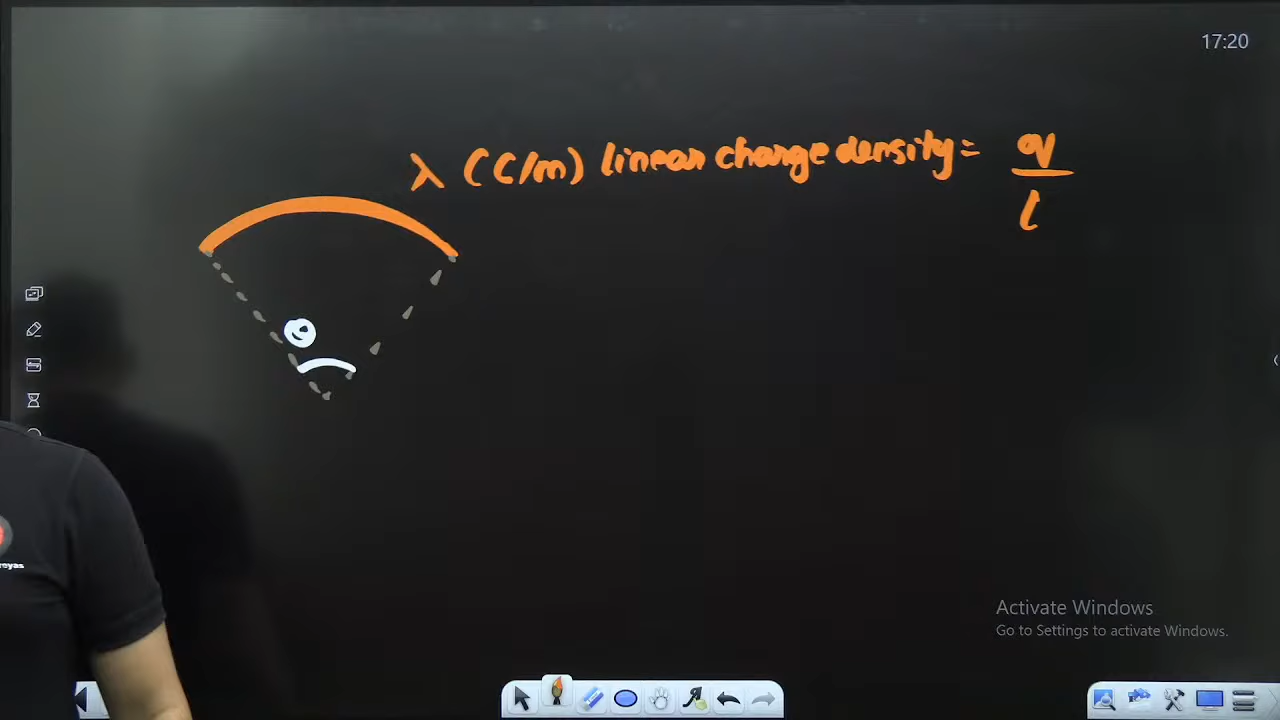 17:20
λ (C/m) linear charge density = q
l
θ
Activate Windows
Go to Settings to activate Windows.